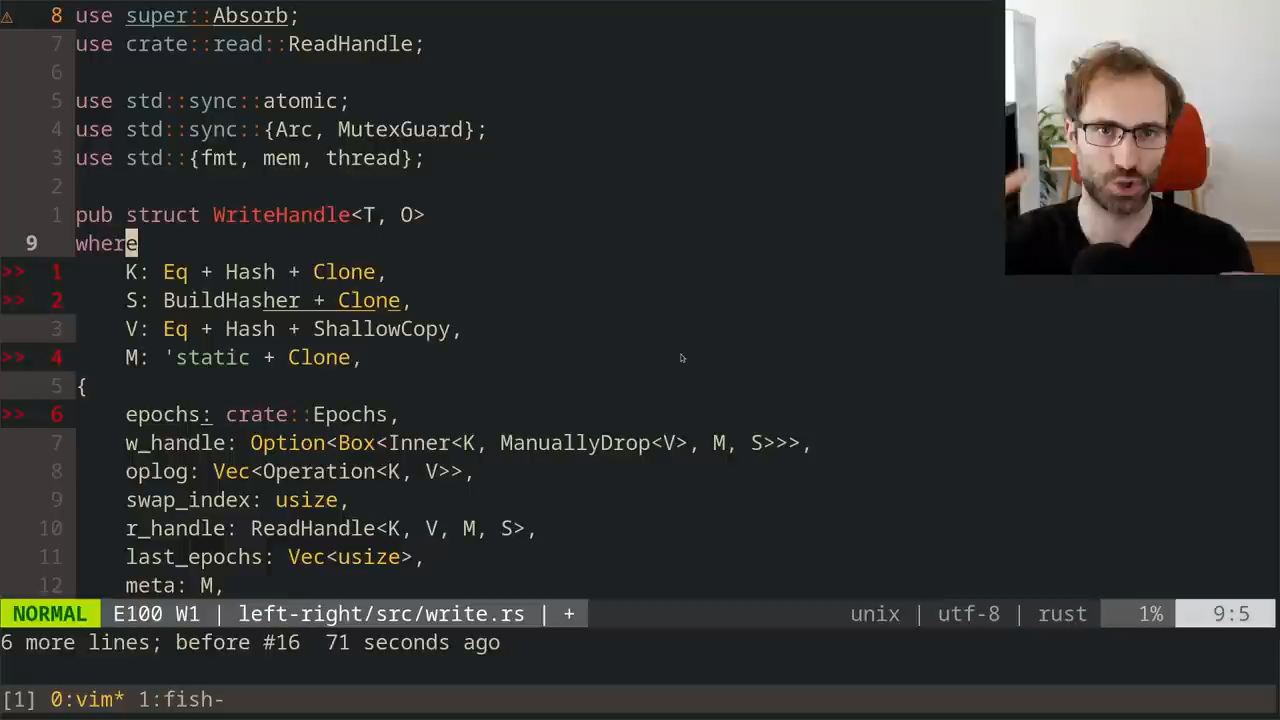 ⚠ 8 use super::Absorb;
7 use crate::read::ReadHandle;
6
5 use std::sync::atomic;
4 use std::sync::{Arc, MutexGuard};
3 use std::{fmt, mem, thread};
2
1 pub struct WriteHandle<T, O>
9 where
>> 1 K: Eq + Hash + Clone,
>> 2 S: BuildHasher + Clone,
3 V: Eq + Hash + ShallowCopy,
>> 4 M: 'static + Clone,
5 {
>> 6 epochs: crate::Epochs,
7 w_handle: Option<Box<Inner<K, ManuallyDrop<V>, M, S>>>,
8 oplog: Vec<Operation<K, V>>,
9 swap_index: usize,
10 r_handle: ReadHandle<K, V, M, S>,
11 last_epochs: Vec<usize>,
12 meta: M,
NORMAL E100 W1 | left-right/src/write.rs | + unix | utf-8 | rust 1% 9:5
6 more lines; before #16 71 seconds ago
[1] 0:vim* 1:fish-